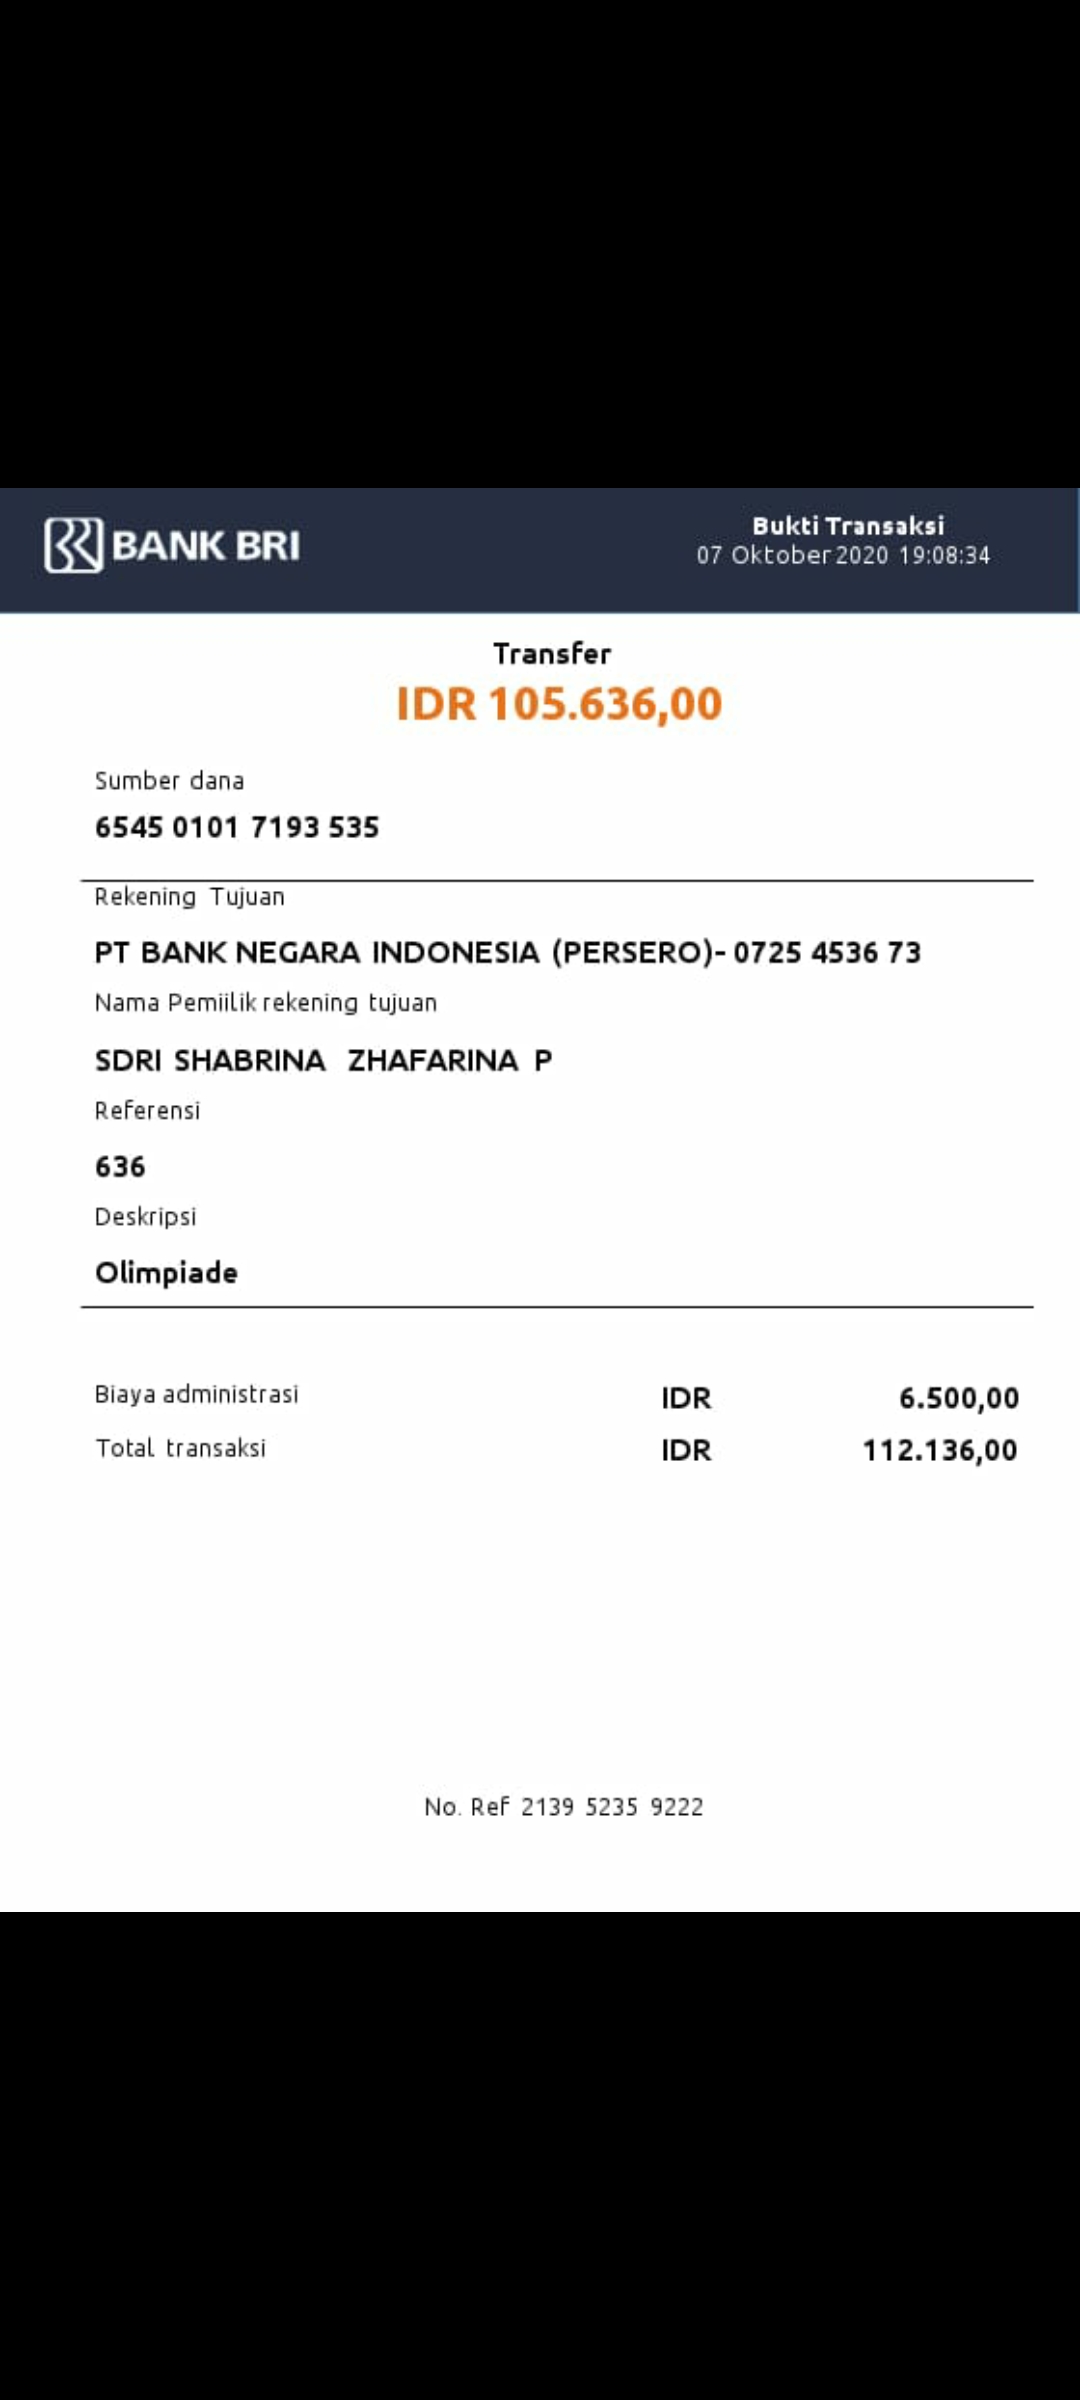 BANK BRI
Bukti Transaksi
07 Oktober 2020 19:08:34
Transfer
IDR 105.636,00
Sumber dana
6545 0101 7193 535
Rekening Tujuan
PT BANK NEGARA INDONESIA (PERSERO)- 0725 4536 73
Nama Pemiilik rekening tujuan
SDRI SHABRINA ZHAFARINA P
Referensi
636
Deskripsi
Olimpiade
Biaya administrasi IDR 6.500,00
Total transaksi IDR 112.136,00
No. Ref 2139 5235 9222